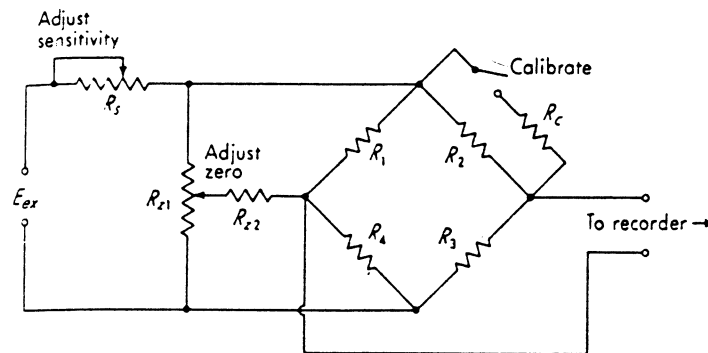 Adjust
sensitivity
R_s
Calibrate
R_c
Adjust
zero
R_1
R_2
E_ex
R_z1
R_z2
R_4
R_3
To recorder →